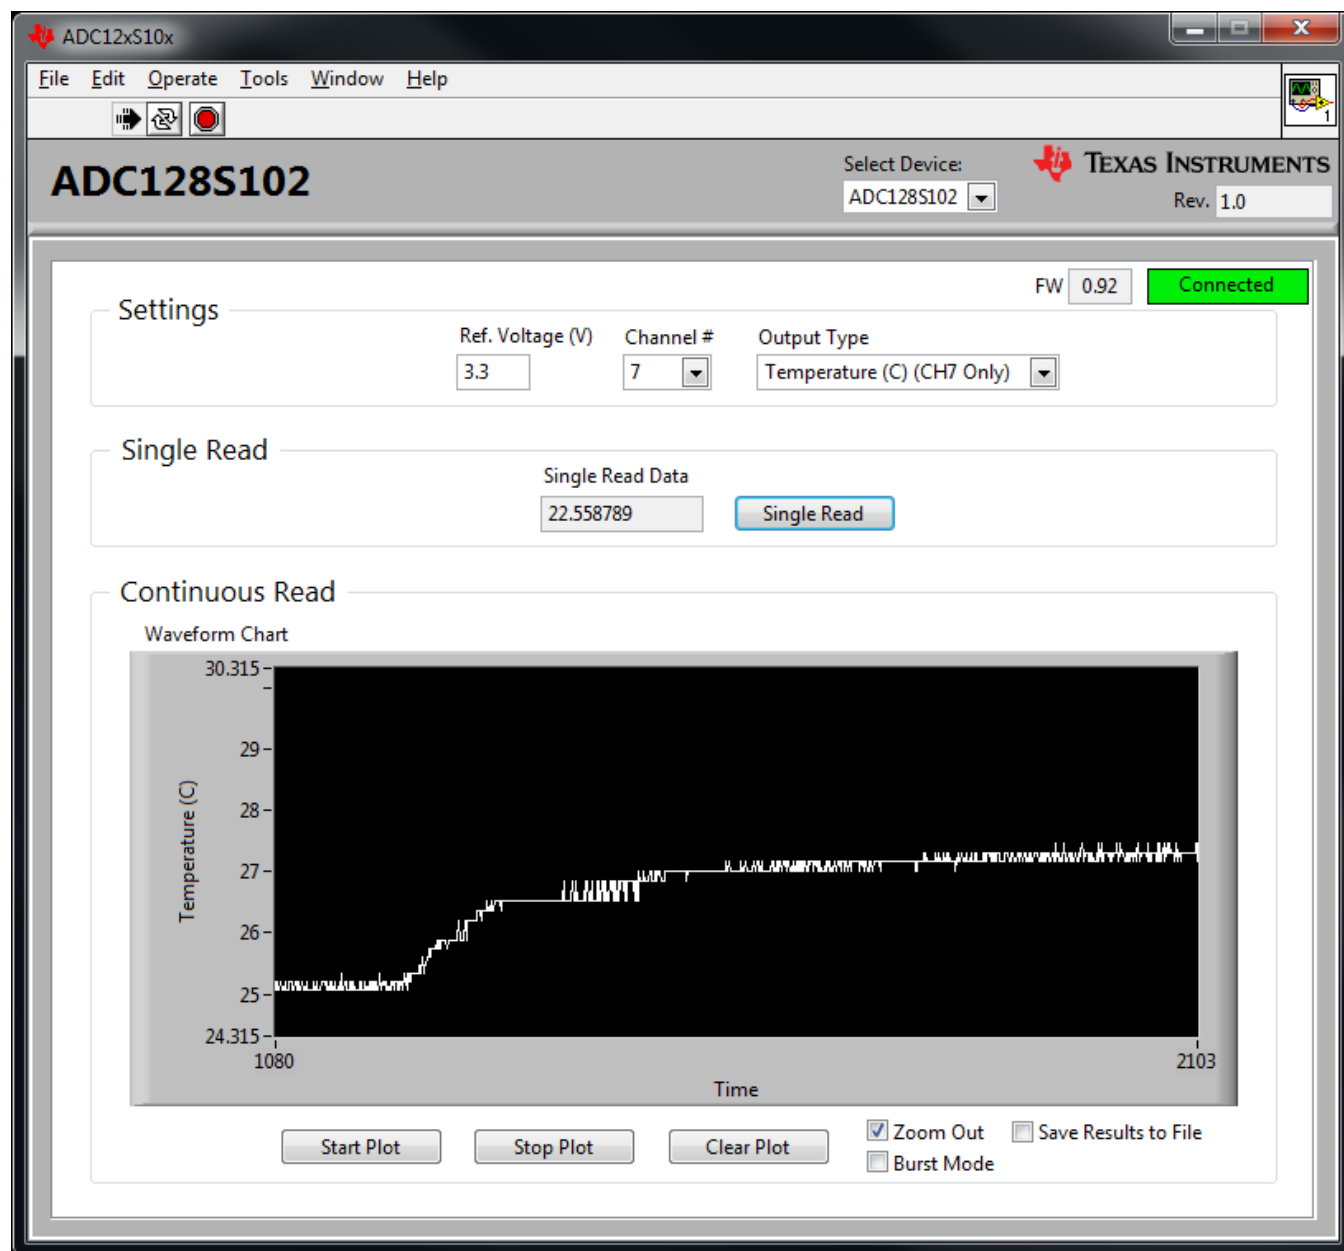 ADC12xS10x
File Edit Operate Tools Window Help
1
ADC128S102
Select Device:
ADC128S102
TEXAS INSTRUMENTS
Rev. 1.0
FW 0.92 Connected
Settings
Ref. Voltage (V) Channel # Output Type
3.3 7 Temperature (C) (CH7 Only)
Single Read
Single Read Data
22.558789 Single Read
Continuous Read
Waveform Chart
30.315
29
28
27
26
25
24.315
Temperature (C)
1080 2103
Time
Start Plot Stop Plot Clear Plot Zoom Out Save Results to File
Burst Mode